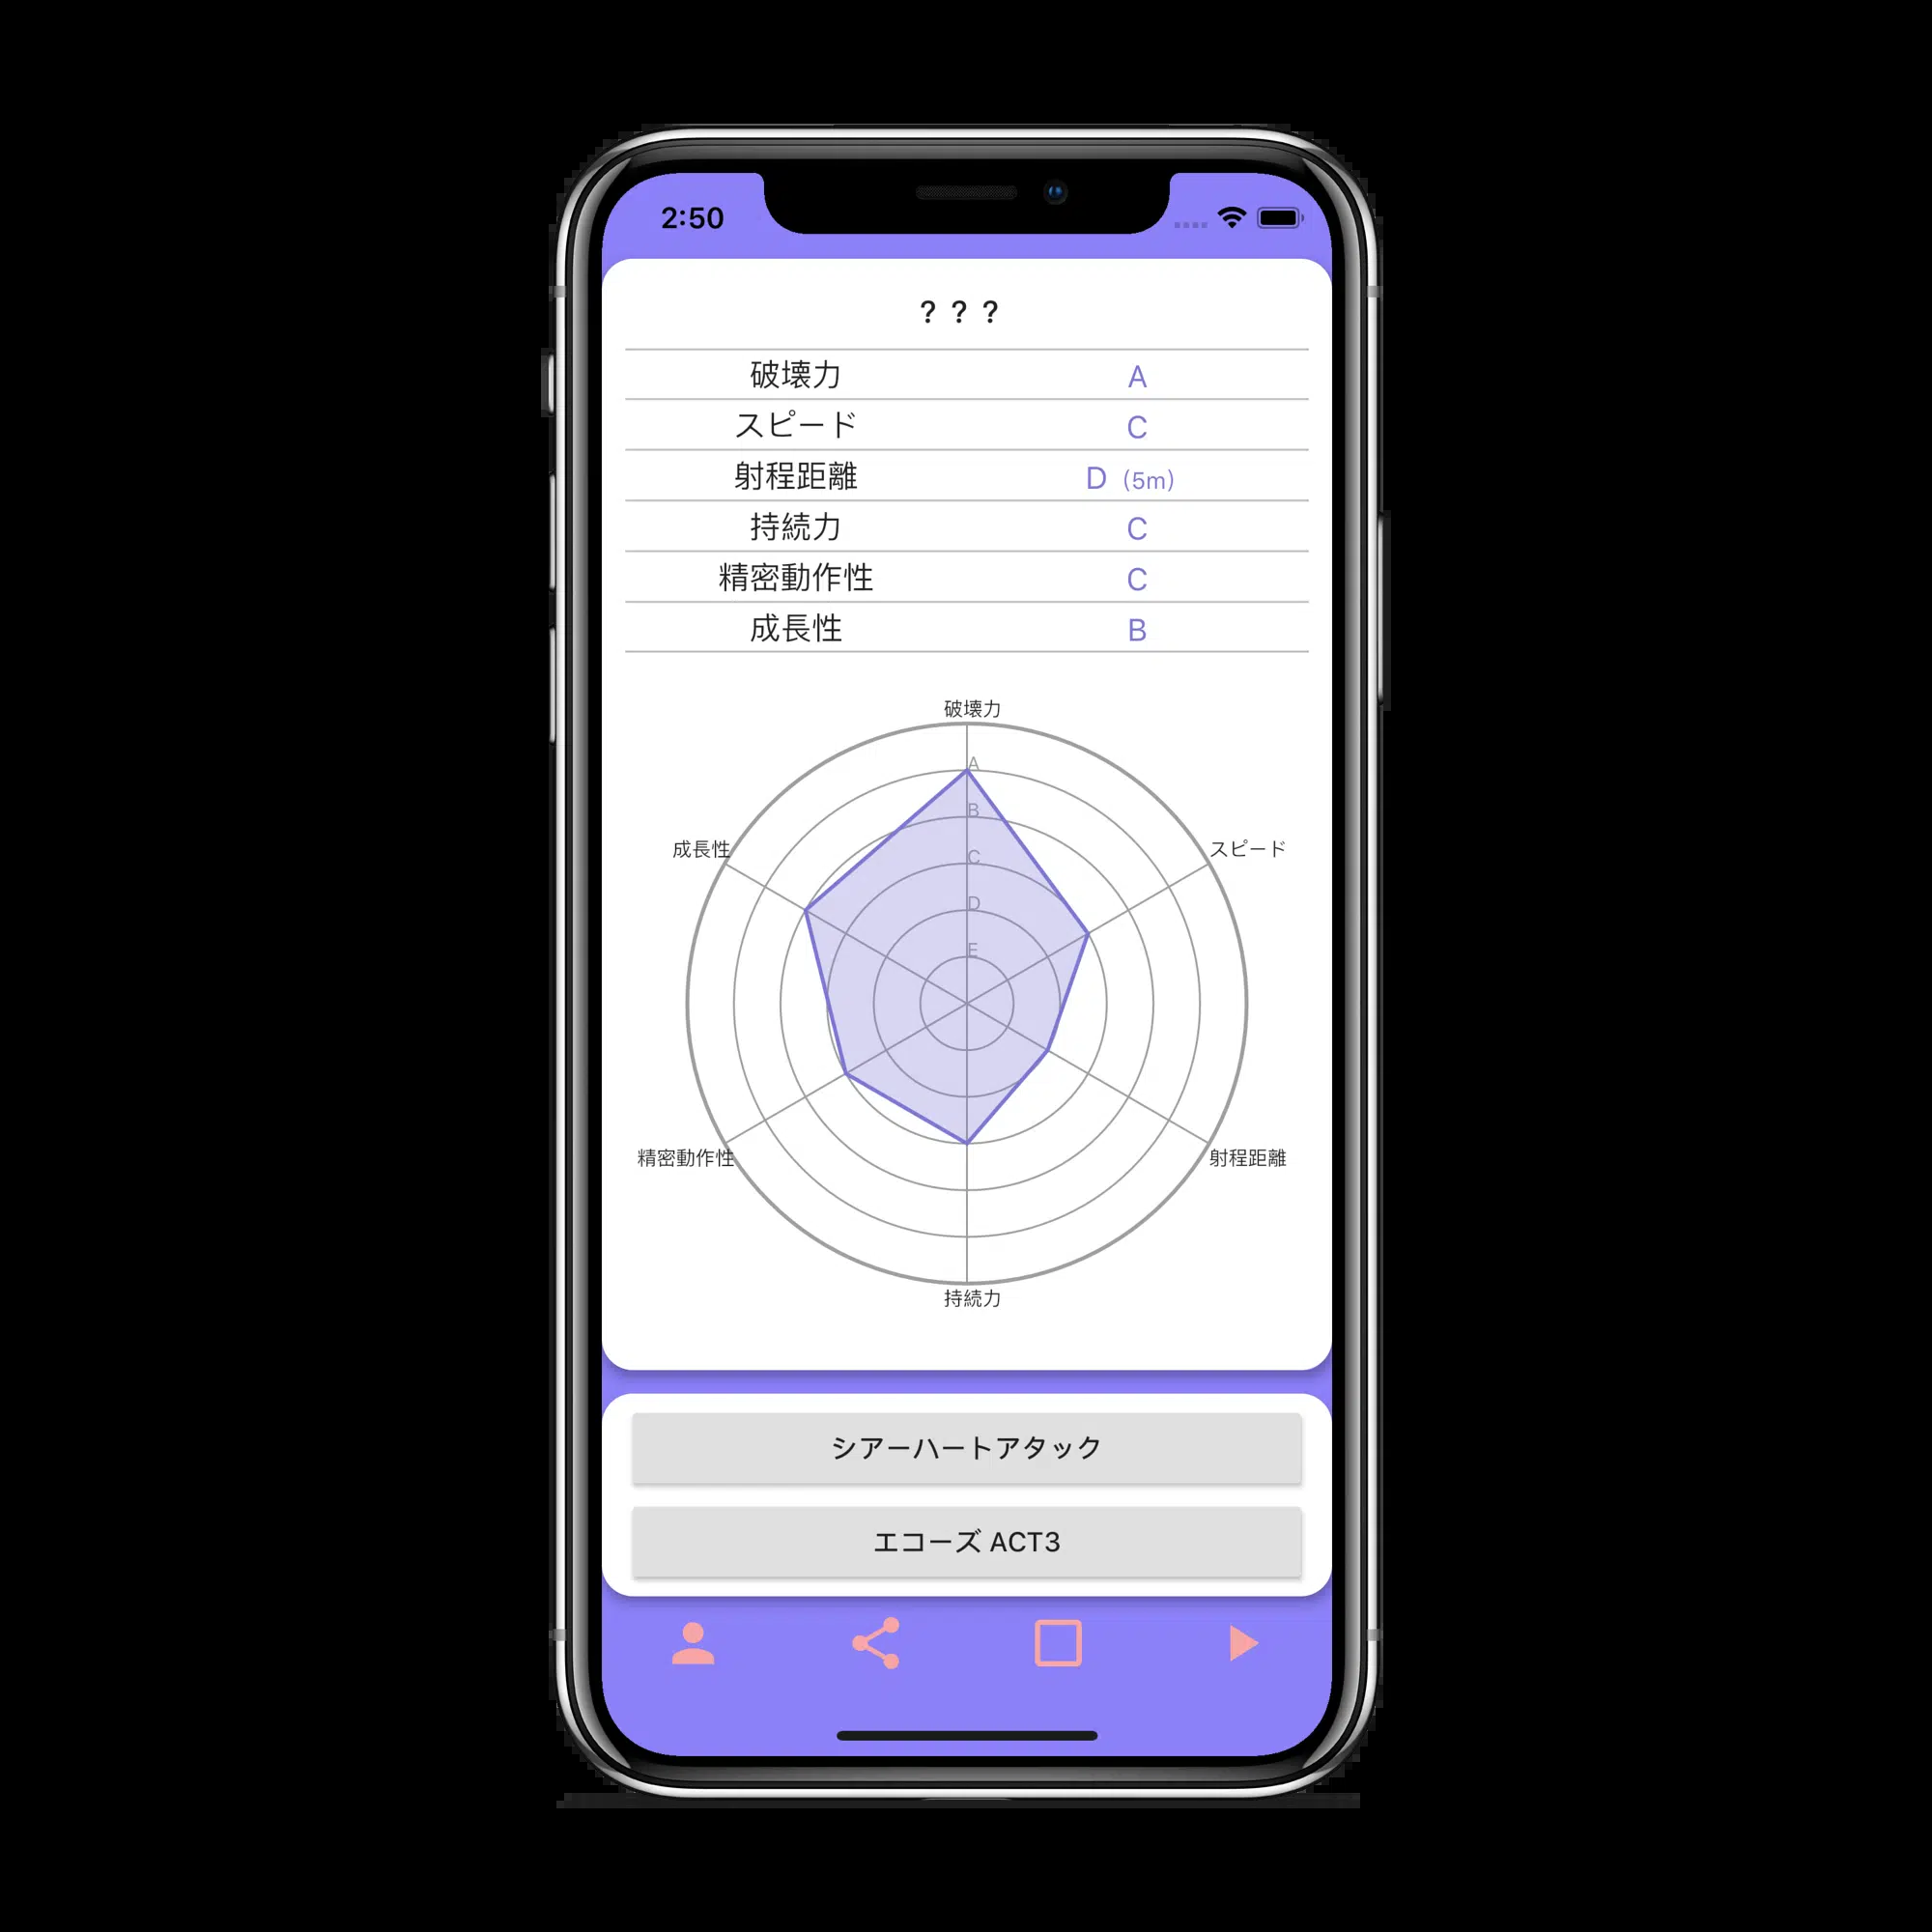 2:50
? ? ?
破壊力 A
スピード C
射程距離 D (5m)
持続力 C
精密動作性 C
成長性 B
破壊力
A
B
成長性 スピード
C
D
E
精密動作性 射程距離
持続力
シアーハートアタック
エコーズ ACT3